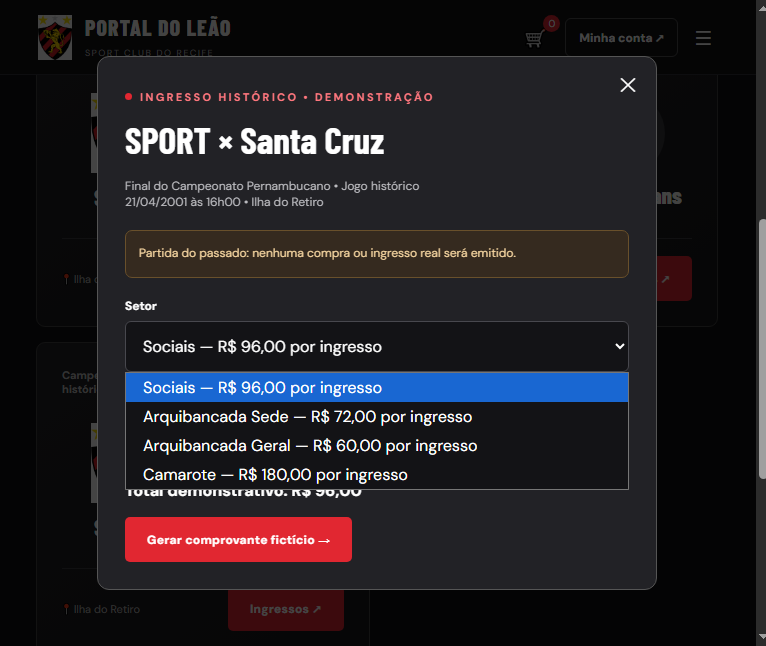 PORTAL DO LEÃO
SPORT CLUB DO RECIFE
0
Minha conta ↗
INGRESSO HISTÓRICO • DEMONSTRAÇÃO
SPORT × Santa Cruz
Final do Campeonato Pernambucano • Jogo histórico
21/04/2001 às 16h00 • Ilha do Retiro
Partida do passado: nenhuma compra ou ingresso real será emitido.
Setor
Sociais — R$ 96,00 por ingresso
Sociais — R$ 96,00 por ingresso
Arquibancada Sede — R$ 72,00 por ingresso
Arquibancada Geral — R$ 60,00 por ingresso
Camarote — R$ 180,00 por ingresso
Total demonstrativo: R$ 96,00
Gerar comprovante fictício →
Ilha do Retiro
Ingressos ↗